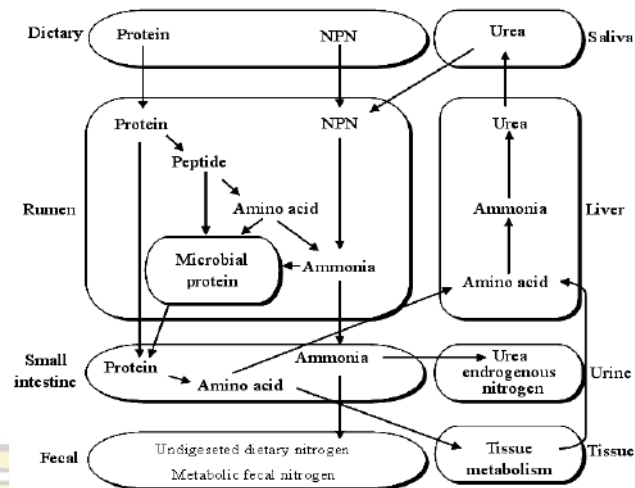 Dietary
Protein
NPN
Urea
Saliva
Rumen
Protein
NPN
Peptide
Amino acid
Microbial
protein
Ammonia
Urea
Ammonia
Amino acid
Liver
Small
intestine
Protein
Amino acid
Ammonia
Urea
endrogenous
nitrogen
Urine
Fecal
Undigeseted dietary nitrogen
Metabolic fecal nitrogen
Tissue
metabolism
Tissue